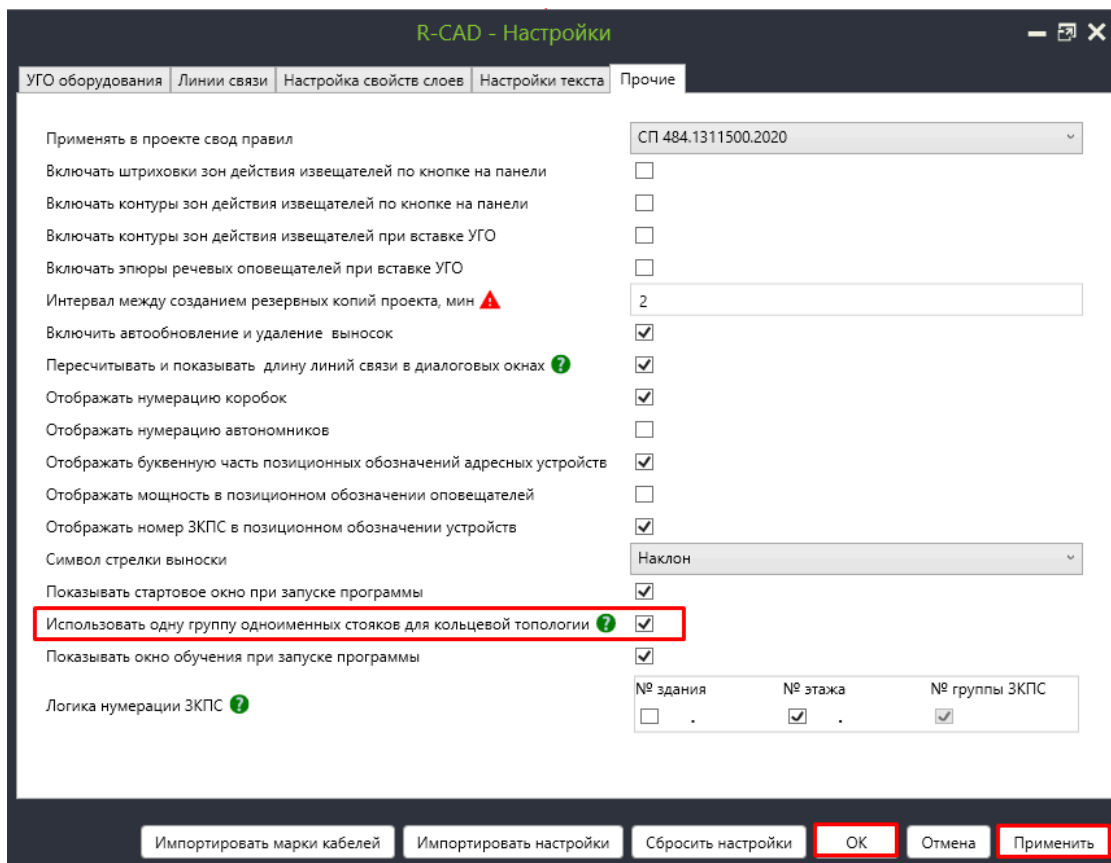 R-CAD - Настройки
УГО оборудования Линии связи Настройка свойств слоев Настройки текста Прочие
Применять в проекте свод правил СП 484.1311500.2020
Включать штриховки зон действия извещателей по кнопке на панели
Включать контуры зон действия извещателей по кнопке на панели
Включать контуры зон действия извещателей при вставке УГО
Включать эпюры речевых оповещателей при вставке УГО
Интервал между созданием резервных копий проекта, мин 2
Включить автообновление и удаление выносок
Пересчитывать и показывать длину линий связи в диалоговых окнах ?
Отображать нумерацию коробок
Отображать нумерацию автономников
Отображать буквенную часть позиционных обозначений адресных устройств
Отображать мощность в позиционном обозначении оповещателей
Отображать номер ЗКПС в позиционном обозначении устройств
Символ стрелки выноски Наклон
Показывать стартовое окно при запуске программы
Использовать одну группу одноименных стояков для кольцевой топологии ?
Показывать окно обучения при запуске программы
№ здания № этажа № группы ЗКПС
Логика нумерации ЗКПС ? . .
Импортировать марки кабелей Импортировать настройки Сбросить настройки ОК Отмена Применить